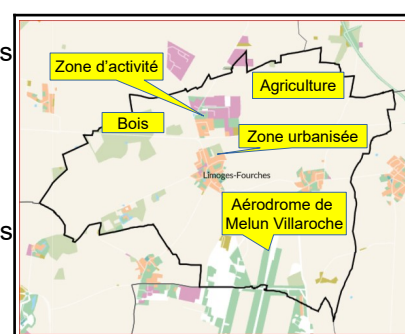 s
Zone d'activité
Agriculture
Bois
Zone urbanisée
Limoges-Fourches
Aérodrome de
Melun Villaroche
s